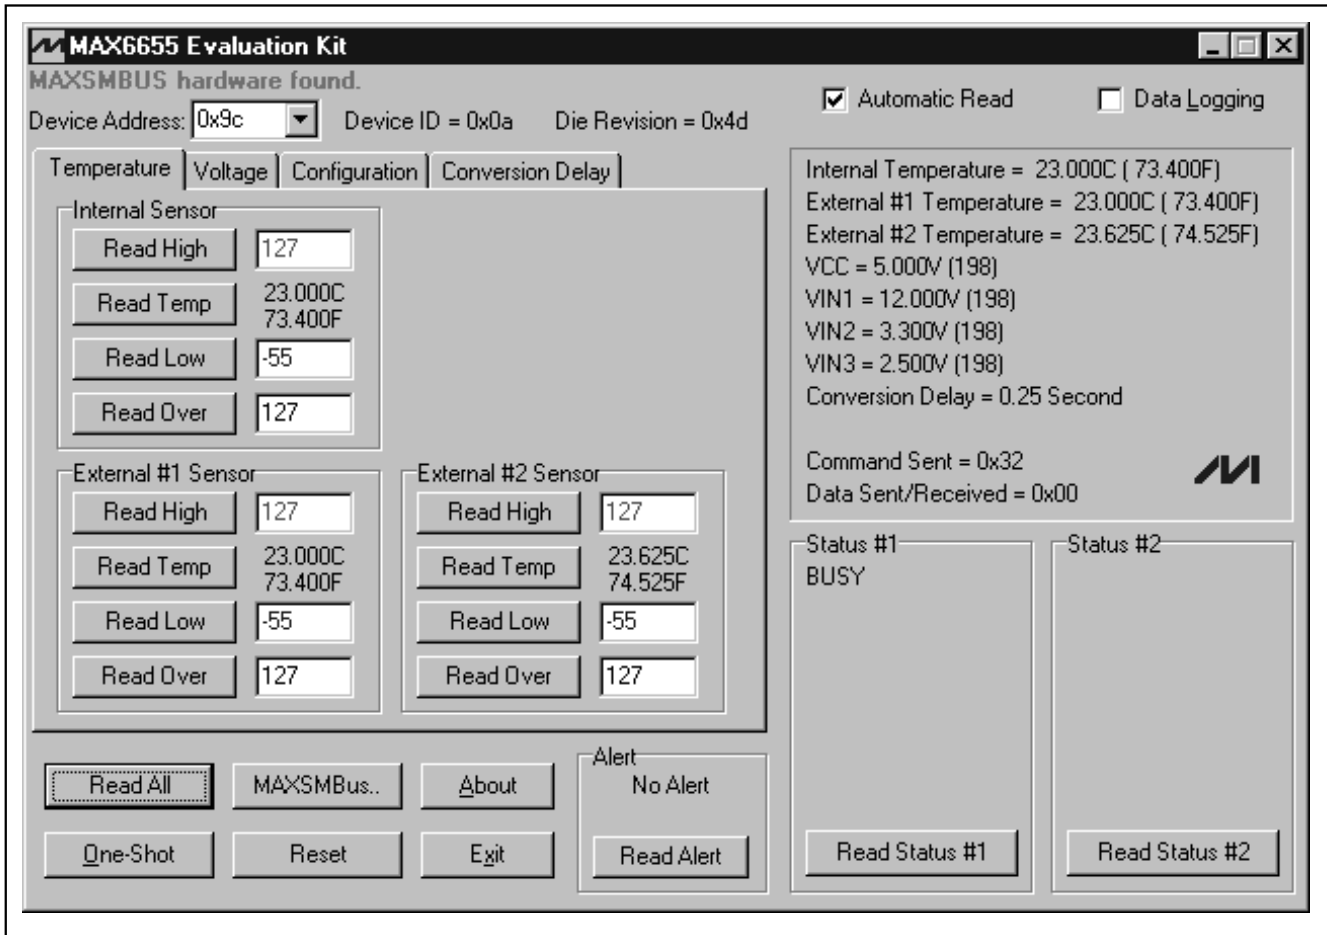 MAX6655 Evaluation Kit
MAXSMBUS hardware found.
Device Address: 0x9c Device ID = 0x0a Die Revision = 0x4d
Automatic Read Data Logging
Temperature Voltage Configuration Conversion Delay
Internal Sensor
Read High 127
Read Temp 23.000C
73.400F
Read Low -55
Read Over 127
External #1 Sensor
Read High 127
Read Temp 23.000C
73.400F
Read Low -55
Read Over 127
External #2 Sensor
Read High 127
Read Temp 23.625C
74.525F
Read Low -55
Read Over 127
Internal Temperature = 23.000C ( 73.400F)
External #1 Temperature = 23.000C ( 73.400F)
External #2 Temperature = 23.625C ( 74.525F)
VCC = 5.000V (198)
VIN1 = 12.000V (198)
VIN2 = 3.300V (198)
VIN3 = 2.500V (198)
Conversion Delay = 0.25 Second
Command Sent = 0x32
Data Sent/Received = 0x00
Status #1
BUSY
Read Status #1
Status #2
Read Status #2
Read All MAXSMBus.. About
One-Shot Reset Exit
Alert
No Alert
Read Alert